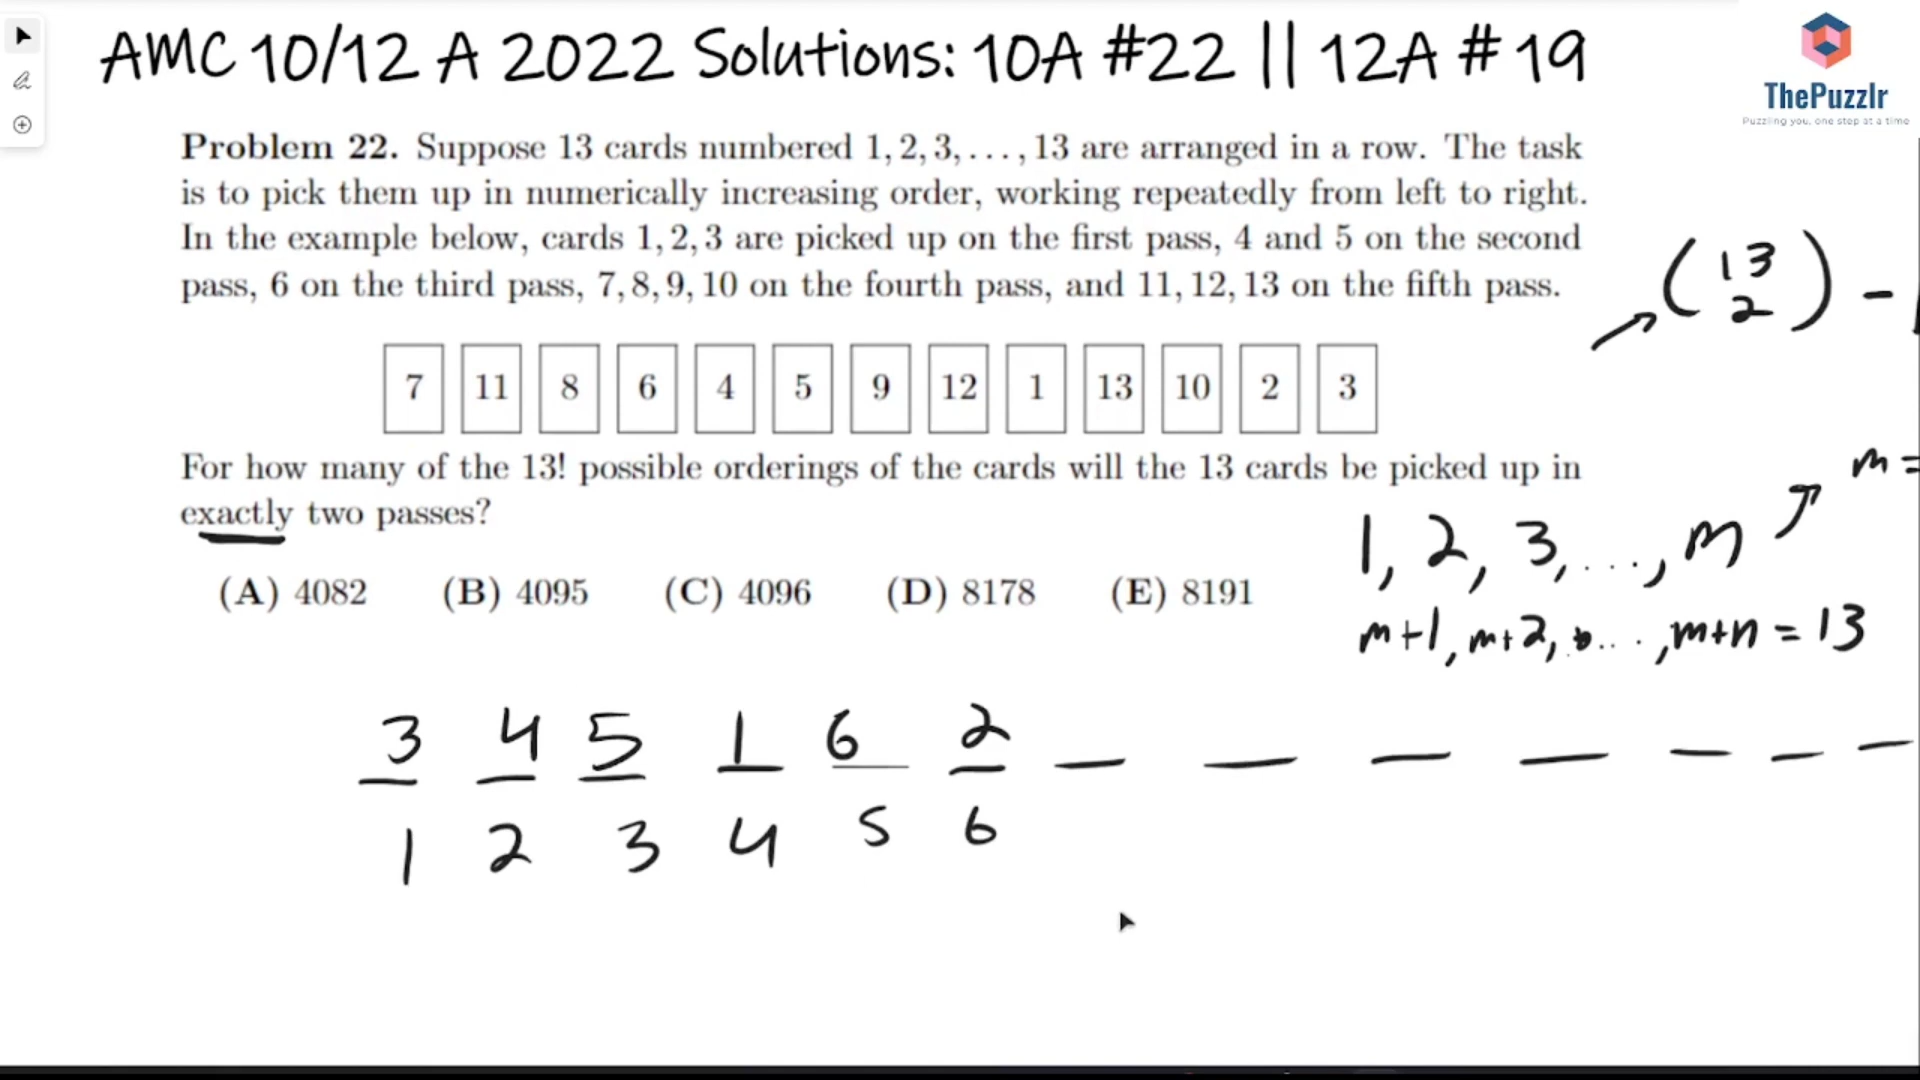 AMC 10/12 A 2022 Solutions: 10A #22 || 12A #19
ThePuzzlr
Puzzling you, one step at a time
Problem 22. Suppose 13 cards numbered 1, 2, 3, . . . , 13 are arranged in a row. The task
is to pick them up in numerically increasing order, working repeatedly from left to right.
In the example below, cards 1, 2, 3 are picked up on the first pass, 4 and 5 on the second
pass, 6 on the third pass, 7, 8, 9, 10 on the fourth pass, and 11, 12, 13 on the fifth pass.
(13
2) -
7 11 8 6 4 5 9 12 1 13 10 2 3
For how many of the 13! possible orderings of the cards will the 13 cards be picked up in
exactly two passes?
m =
1, 2, 3, ..., m
(A) 4082 (B) 4095 (C) 4096 (D) 8178 (E) 8191
m+1, m+2, ..., m+n = 13
3 4 5 1 6 2
1 2 3 4 5 6